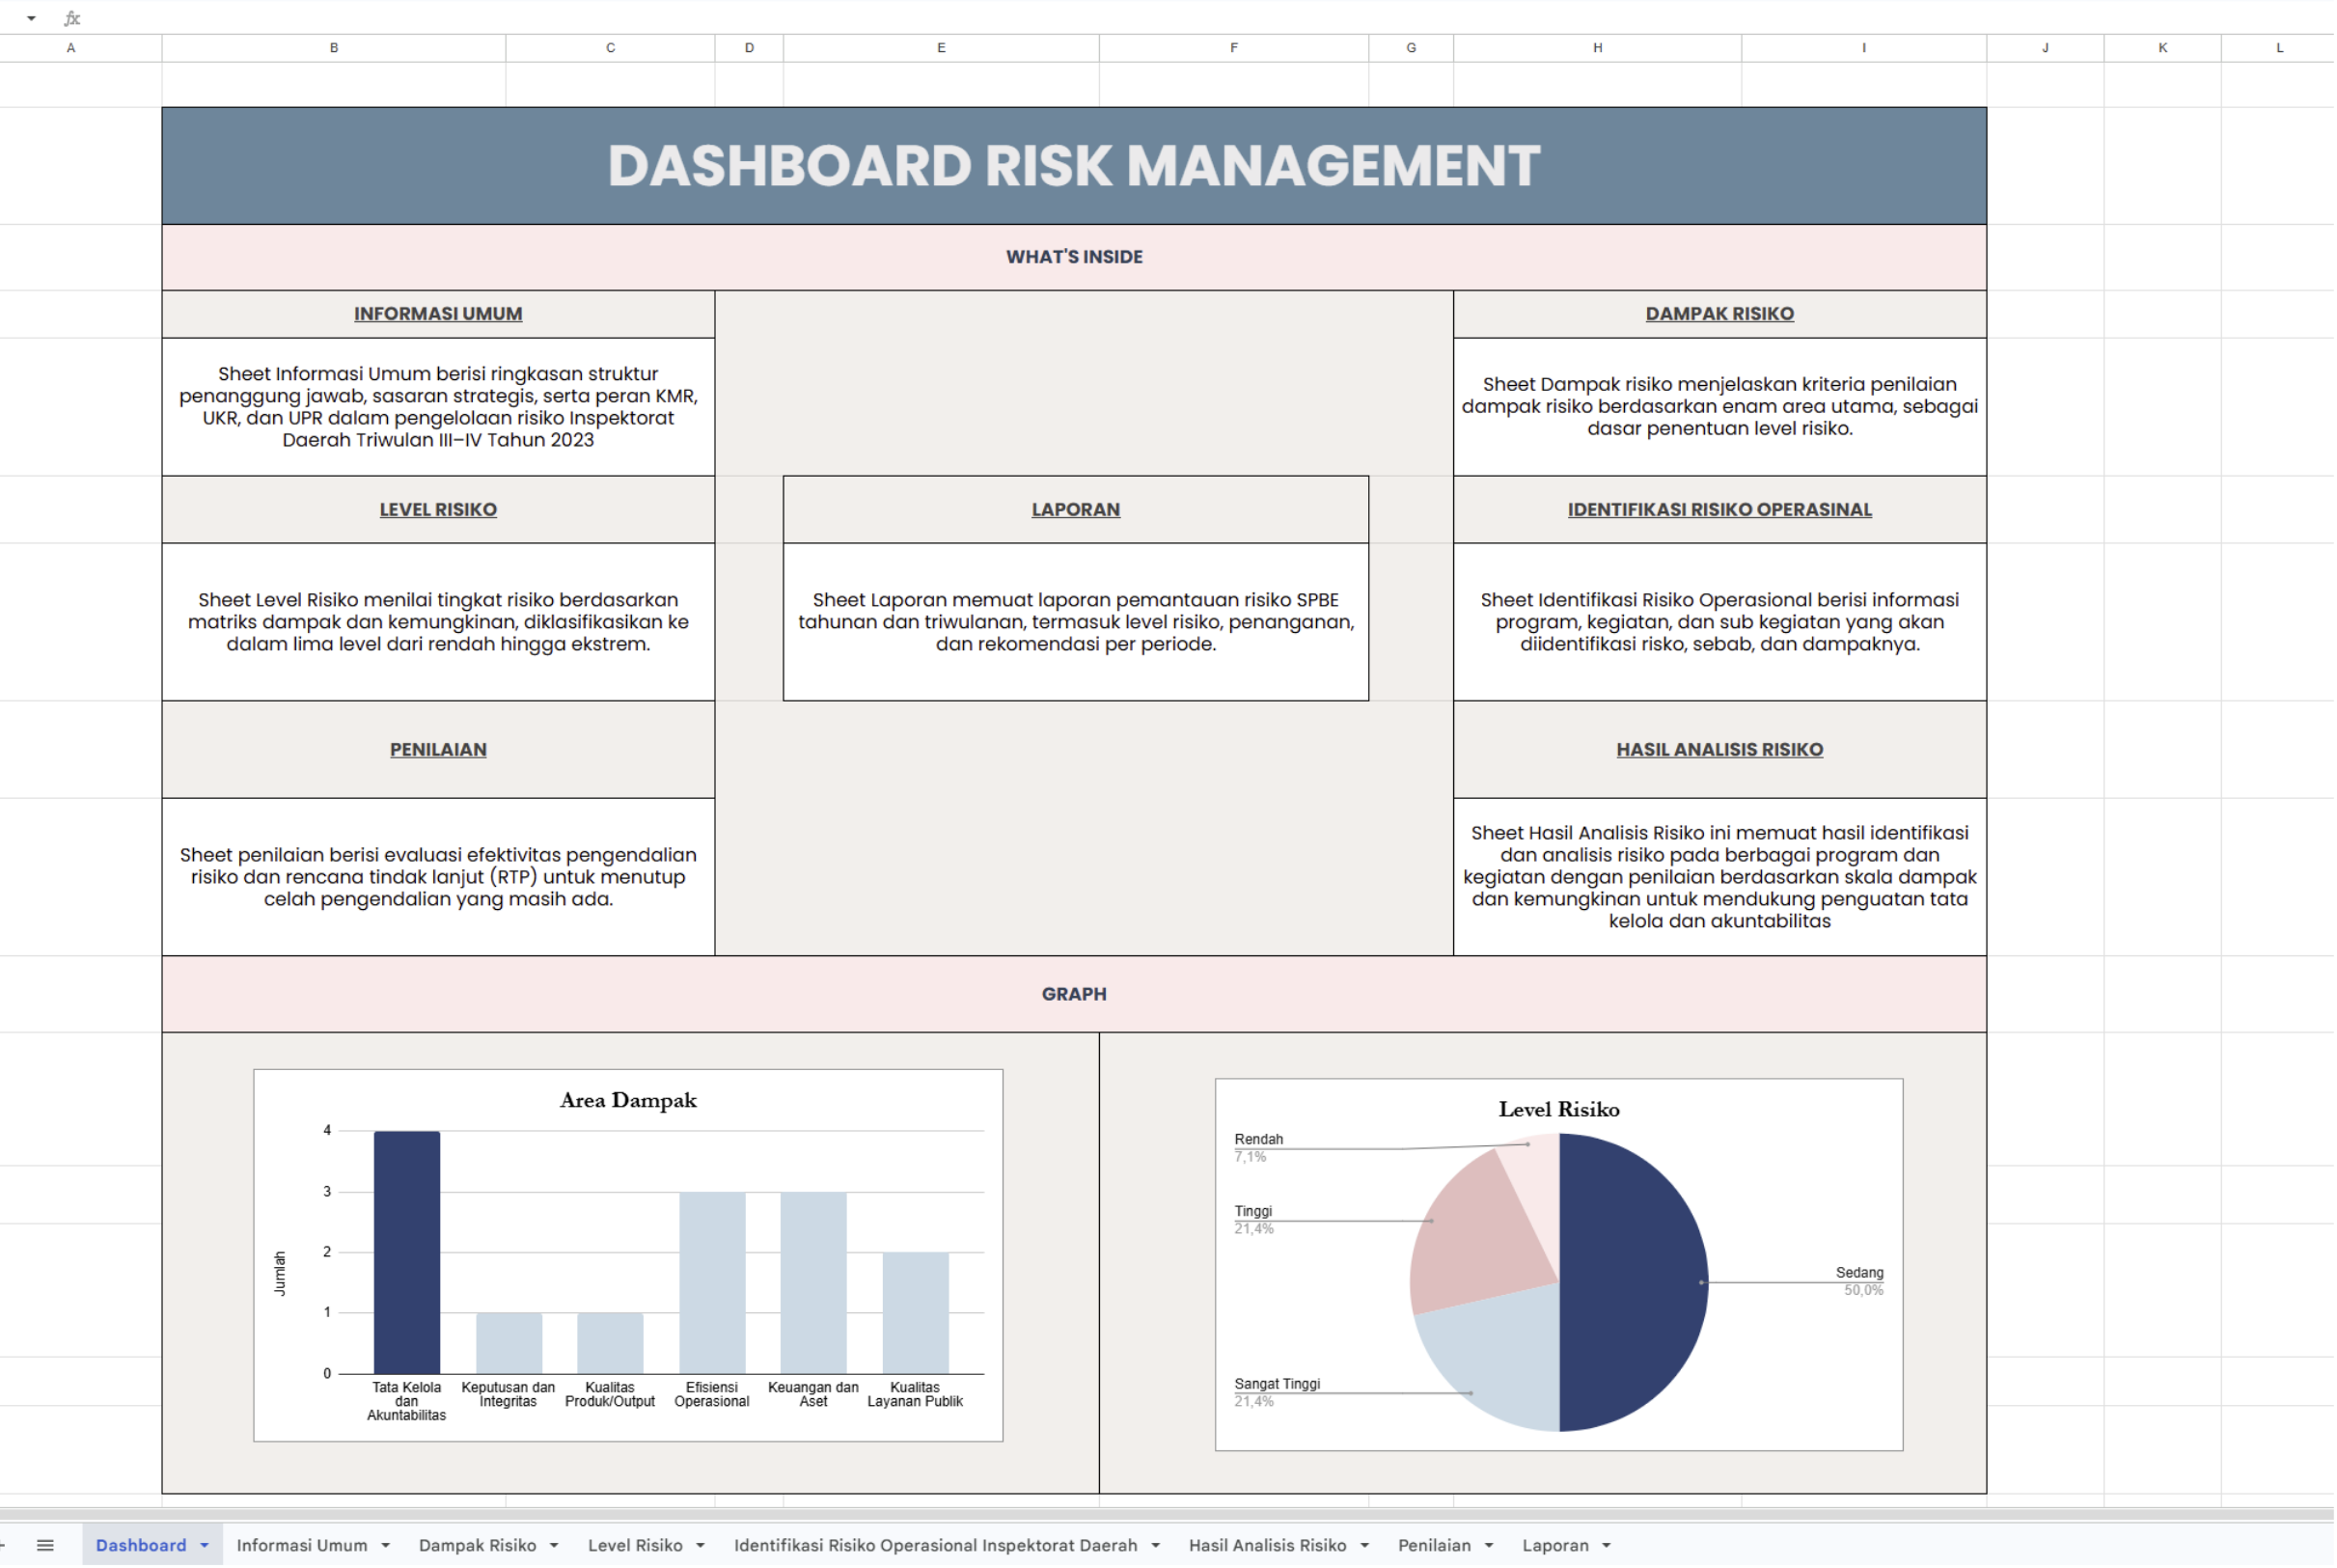 fx
A B C D E F G H I J K L
DASHBOARD RISK MANAGEMENT
WHAT'S INSIDE
INFORMASI UMUM
Sheet Informasi Umum berisi ringkasan struktur
penanggung jawab, sasaran strategis, serta peran KMR,
UKR, dan UPR dalam pengelolaan risiko Inspektorat
Daerah Triwulan III–IV Tahun 2023
DAMPAK RISIKO
Sheet Dampak risiko menjelaskan kriteria penilaian
dampak risiko berdasarkan enam area utama, sebagai
dasar penentuan level risiko.
LEVEL RISIKO
Sheet Level Risiko menilai tingkat risiko berdasarkan
matriks dampak dan kemungkinan, diklasifikasikan ke
dalam lima level dari rendah hingga ekstrem.
LAPORAN
Sheet Laporan memuat laporan pemantauan risiko SPBE
tahunan dan triwulanan, termasuk level risiko, penanganan,
dan rekomendasi per periode.
IDENTIFIKASI RISIKO OPERASINAL
Sheet Identifikasi Risiko Operasional berisi informasi
program, kegiatan, dan sub kegiatan yang akan
diidentifikasi risiko, sebab, dan dampaknya.
PENILAIAN
Sheet penilaian berisi evaluasi efektivitas pengendalian
risiko dan rencana tindak lanjut (RTP) untuk menutup
celah pengendalian yang masih ada.
HASIL ANALISIS RISIKO
Sheet Hasil Analisis Risiko ini memuat hasil identifikasi
dan analisis risiko pada berbagai program dan
kegiatan dengan penilaian berdasarkan skala dampak
dan kemungkinan untuk mendukung penguatan tata
kelola dan akuntabilitas
GRAPH
Area Dampak
4
3
2
1
0
Jumlah
Tata Kelola
dan
Akuntabilitas
Keputusan dan
Integritas
Kualitas
Produk/Output
Efisiensi
Operasional
Keuangan dan
Aset
Kualitas
Layanan Publik
Level Risiko
Rendah
7,1%
Tinggi
21,4%
Sangat Tinggi
21,4%
Sedang
50,0%
Dashboard
Informasi Umum
Dampak Risiko
Level Risiko
Identifikasi Risiko Operasional Inspektorat Daerah
Hasil Analisis Risiko
Penilaian
Laporan